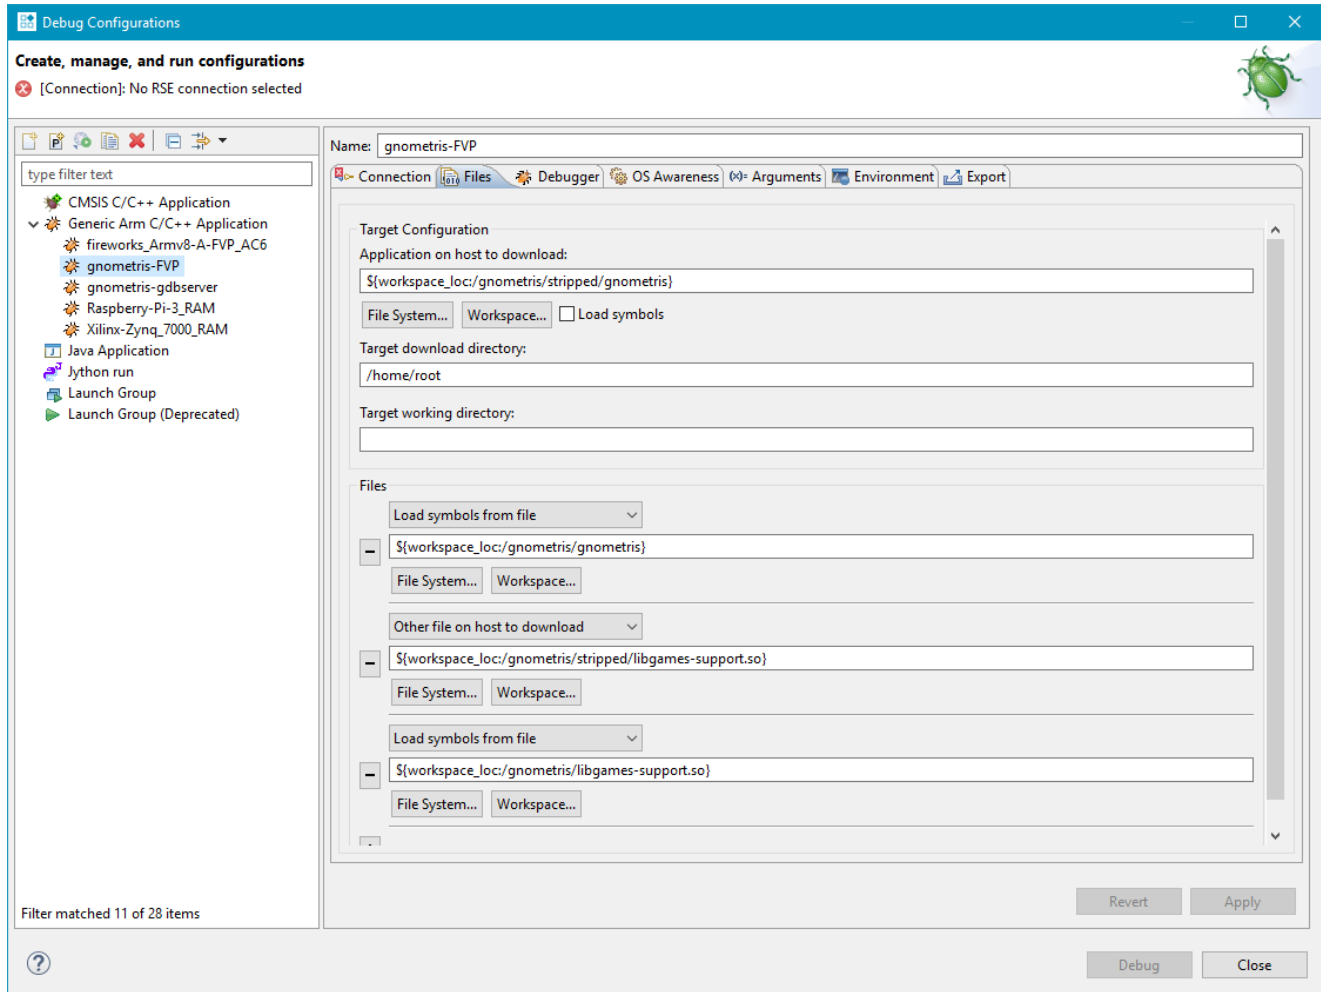 Debug Configurations
Create, manage, and run configurations
[Connection]: No RSE connection selected
type filter text
CMSIS C/C++ Application
Generic Arm C/C++ Application
fireworks_Armv8-A-FVP_AC6
gnometris-FVP
gnometris-gdbserver
Raspberry-Pi-3_RAM
Xilinx-Zynq_7000_RAM
Java Application
Jython run
Launch Group
Launch Group (Deprecated)
Filter matched 11 of 28 items
Name: gnometris-FVP
Connection Files Debugger OS Awareness (x)= Arguments Environment Export
Target Configuration
Application on host to download:
${workspace_loc:/gnometris/stripped/gnometris}
File System... Workspace... Load symbols
Target download directory:
/home/root
Target working directory:
Files
Load symbols from file
${workspace_loc:/gnometris/gnometris}
File System... Workspace...
Other file on host to download
${workspace_loc:/gnometris/stripped/libgames-support.so}
File System... Workspace...
Load symbols from file
${workspace_loc:/gnometris/libgames-support.so}
File System... Workspace...
Revert Apply
Debug Close